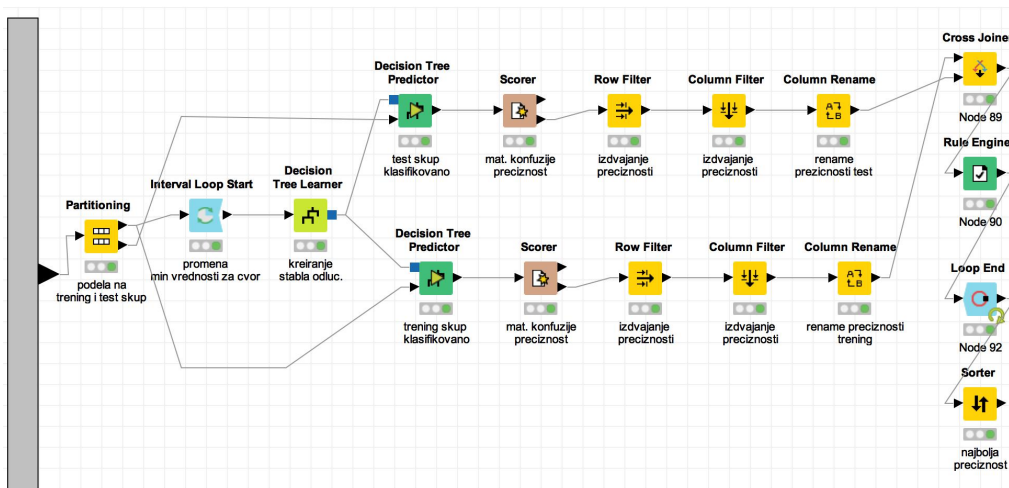 Cross Joiner
Node 89
Decision Tree
Predictor
test skup
klasifikovano
Scorer
mat. konfuzije
preciznost
Row Filter
izdvajanje
preciznosti
Column Filter
izdvajanje
preciznosti
Column Rename
rename
prezicnosti test
Rule Engine
Node 90
Partitioning
podela na
trening i test skup
Interval Loop Start
promena
min vrednosti za cvor
Decision
Tree Learner
kreiranje
stabla odluc.
Decision Tree
Predictor
trening skup
klasifikovano
Scorer
mat. konfuzije
preciznost
Row Filter
izdvajanje
preciznosti
Column Filter
izdvajanje
preciznosti
Column Rename
rename preciznosti
trening
Loop End
Node 92
Sorter
najbolja
preciznost